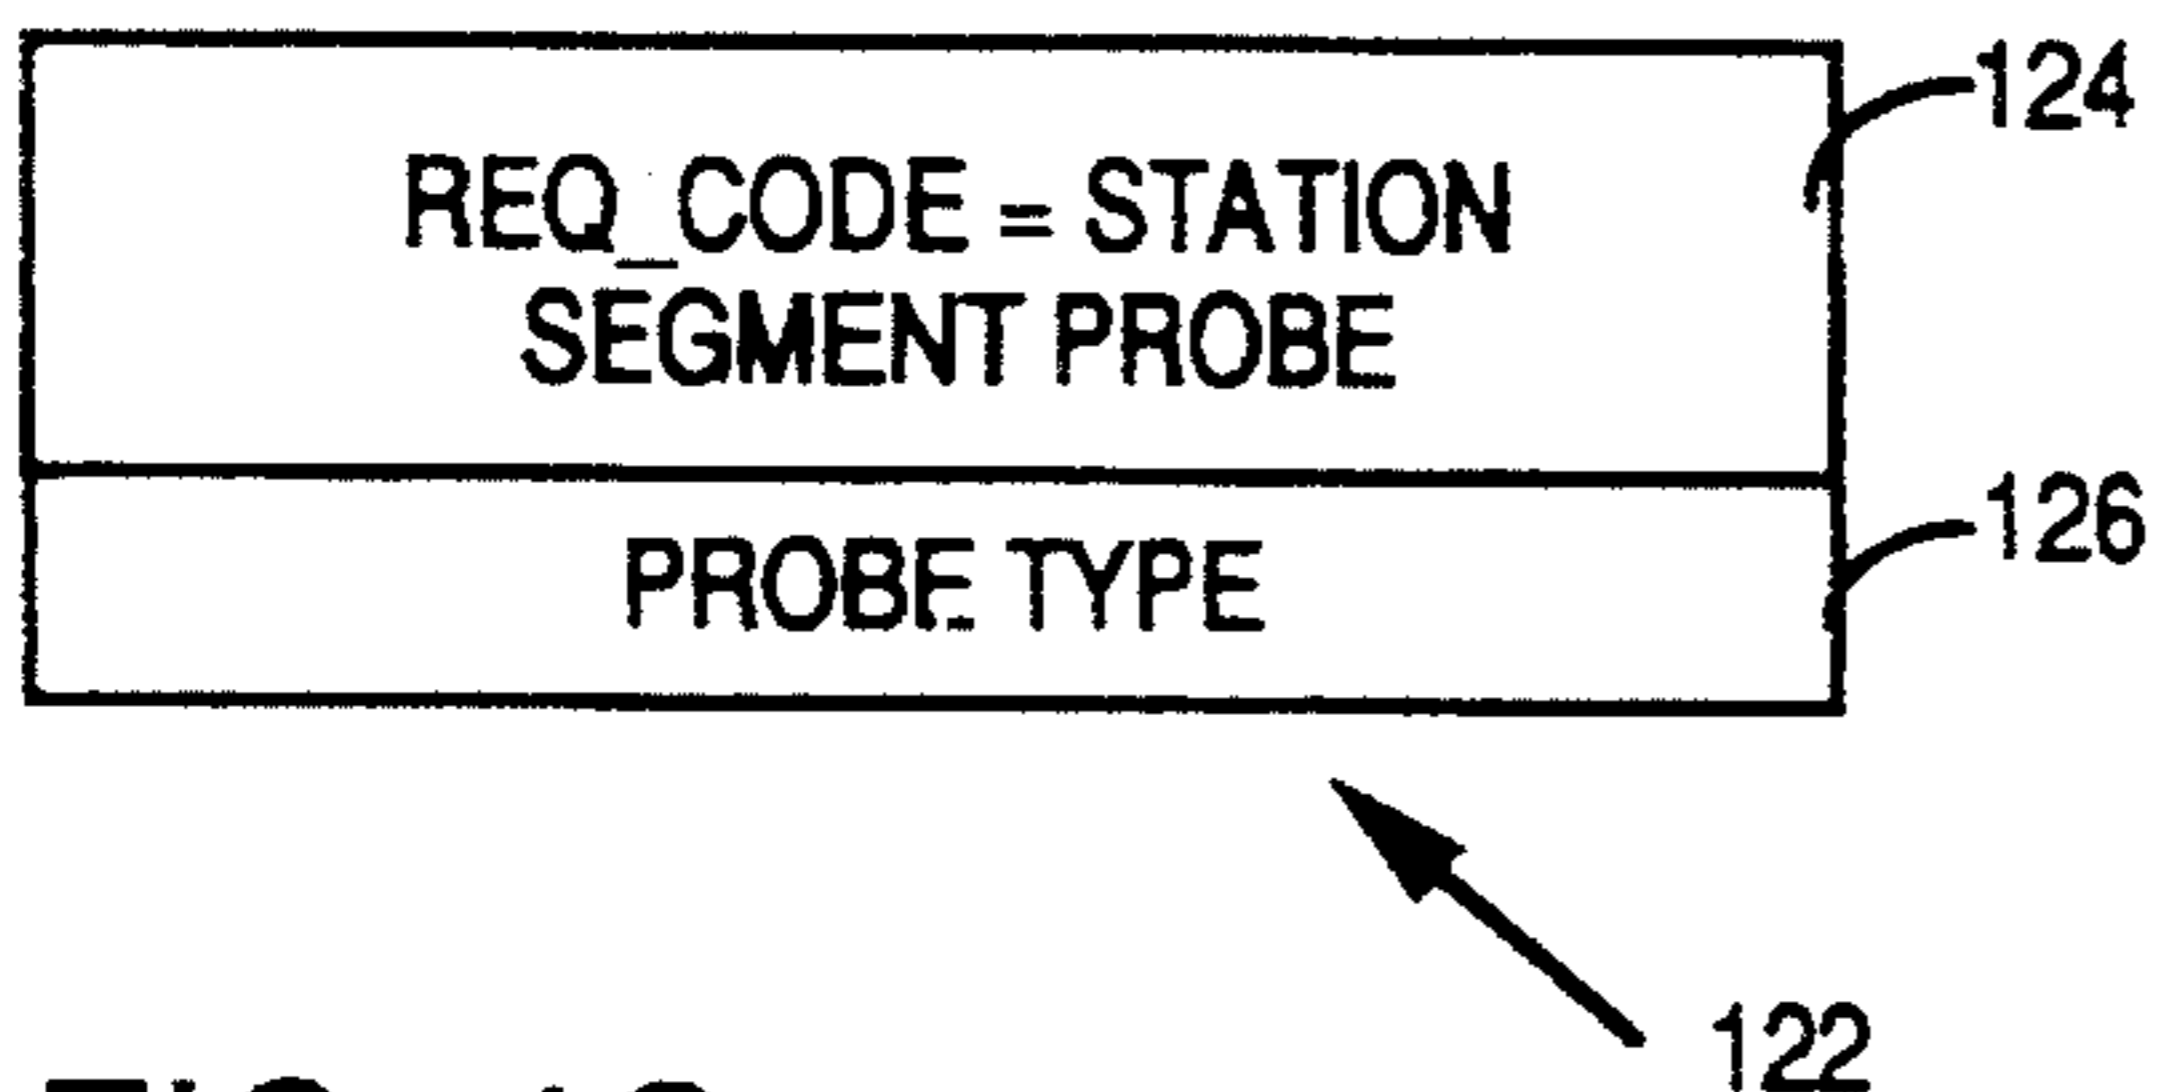 124
REQ_CODE = STATION
SEGMENT PROBE
126
PROBE TYPE
122